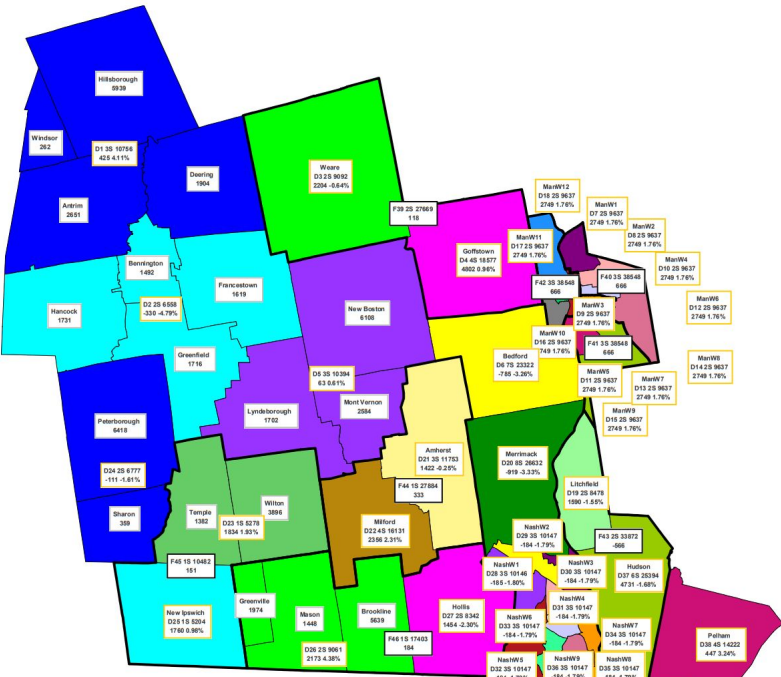 Hillsborough
5939
Windsor
262
D1 3S 10756
425 4.11%
Deering
1904
Antrim
2651
Weare
D3 2S 9092
2204 -0.64%
F39 2S 27669
118
Goffstown
D4 4S 18577
4802 0.96%
ManW12
D18 2S 9637
2749 1.76%
ManW1
D7 2S 9637
2749 1.76%
ManW2
D8 2S 9637
2749 1.76%
ManW11
D17 2S 9637
2749 1.76%
ManW4
D10 2S 9637
2749 1.76%
F40 3S 38548
666
F42 3S 38548
666
ManW6
D12 2S 9637
2749 1.76%
ManW3
D9 2S 9637
2749 1.76%
ManW10
D16 2S 9637
749 1.76%
F41 3S 38548
666
ManW8
D14 2S 9637
2749 1.76%
ManW5
D11 2S 9637
2749 1.76%
ManW7
D13 2S 9637
2749 1.76%
ManW9
D15 2S 9637
2749 1.76%
Bennington
1492
Francestown
1619
Hancock
1731
D2 2S 6558
-330 -4.79%
Greenfield
1716
New Boston
6108
Bedford
D6 7S 23322
-785 -3.26%
D5 3S 10394
63 0.61%
Mont Vernon
2584
Lyndeborough
1702
Peterborough
6418
D24 2S 6777
-111 -1.61%
Sharon
359
Temple
1382
Wilton
3896
D23 1S 5278
1834 1.93%
Amherst
D21 3S 11753
1422 -0.25%
F44 1S 27884
333
Milford
D22 4S 16131
2356 2.31%
Merrimack
D20 8S 26632
-919 -3.33%
Litchfield
D19 2S 8478
1590 -1.55%
F43 2S 33872
-566
F45 1S 10482
151
New Ipswich
D25 1S 5204
1760 0.98%
Greenville
1974
Mason
1448
D26 2S 9061
2173 4.38%
Brookline
5639
F46 1S 17403
184
Hollis
D27 2S 8342
1454 -2.30%
NashW2
D29 3S 10147
-184 -1.79%
NashW1
D28 3S 10146
-185 -1.80%
NashW3
D30 3S 10147
-184 -1.79%
Hudson
D37 6S 25394
4731 -1.68%
NashW4
D31 3S 10147
-184 -1.79%
NashW6
D33 3S 10147
-184 -1.79%
NashW7
D34 3S 10147
-184 -1.79%
Pelham
D38 4S 14222
447 3.24%
NashW5
D32 3S 10147
NashW9
D36 3S 10147
NashW8
D35 3S 10147